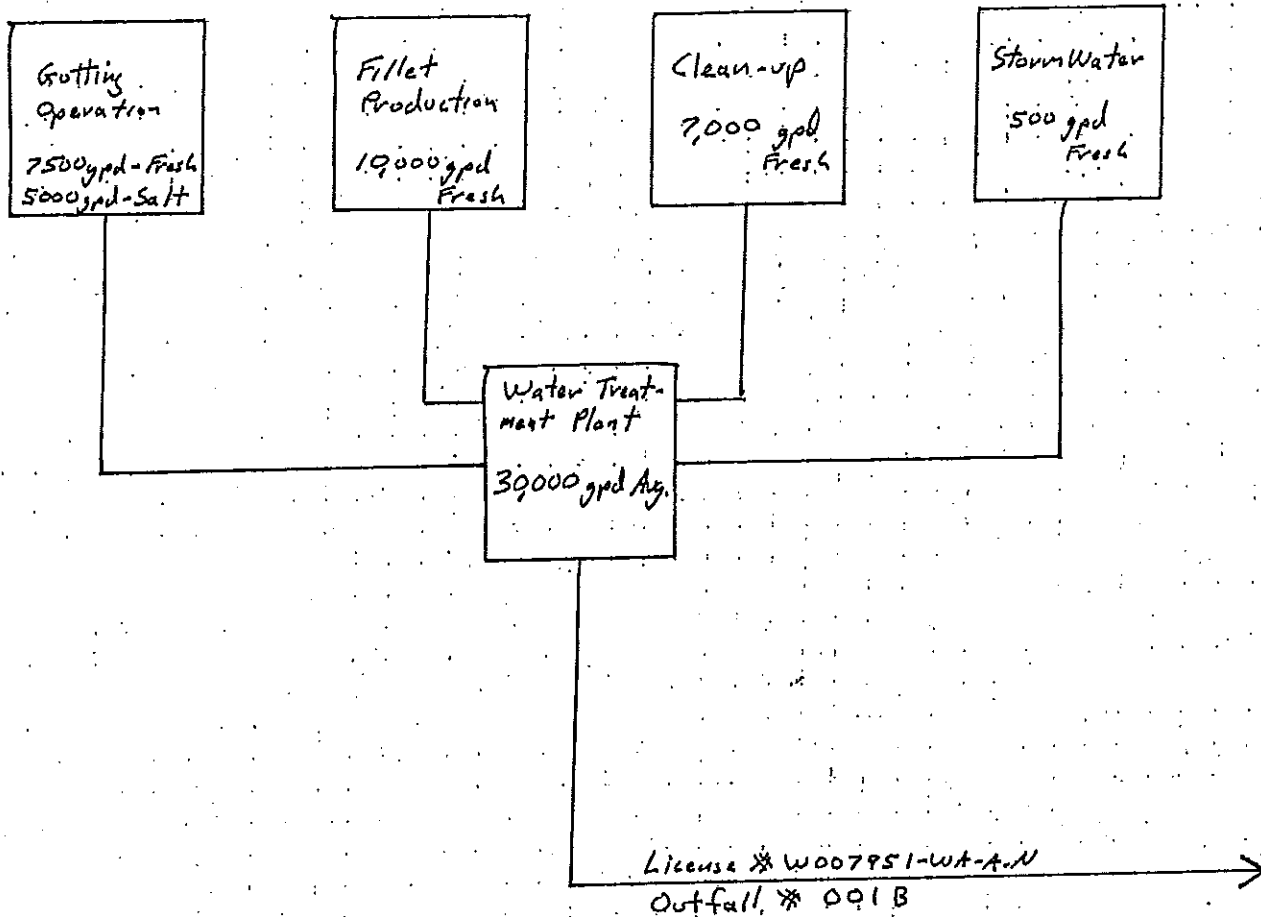 Gutting
Operation
7500gpd-Fresh
5000gpd-Salt
Fillet
Production
10,000gpd
Fresh
Clean-up
7,000 gpd
Fresh
StormWater
500 gpd
Fresh
Water Treat-
ment Plant
30,000 gpd Avg.
License # W007951-WA-A-N
Outfall # 001B